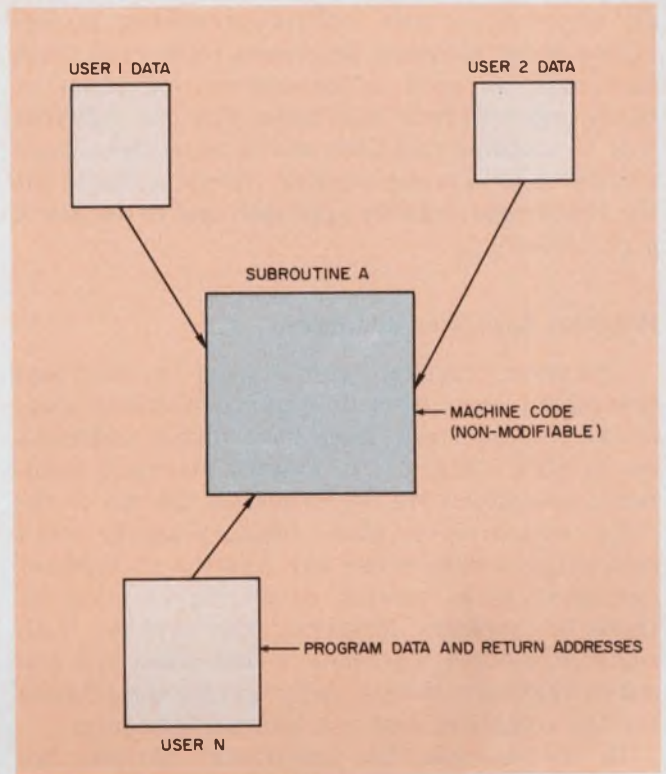 USER 1 DATA
USER 2 DATA
SUBROUTINE A
MACHINE CODE
(NON-MODIFIABLE)
PROGRAM DATA AND RETURN ADDRESSES
USER N